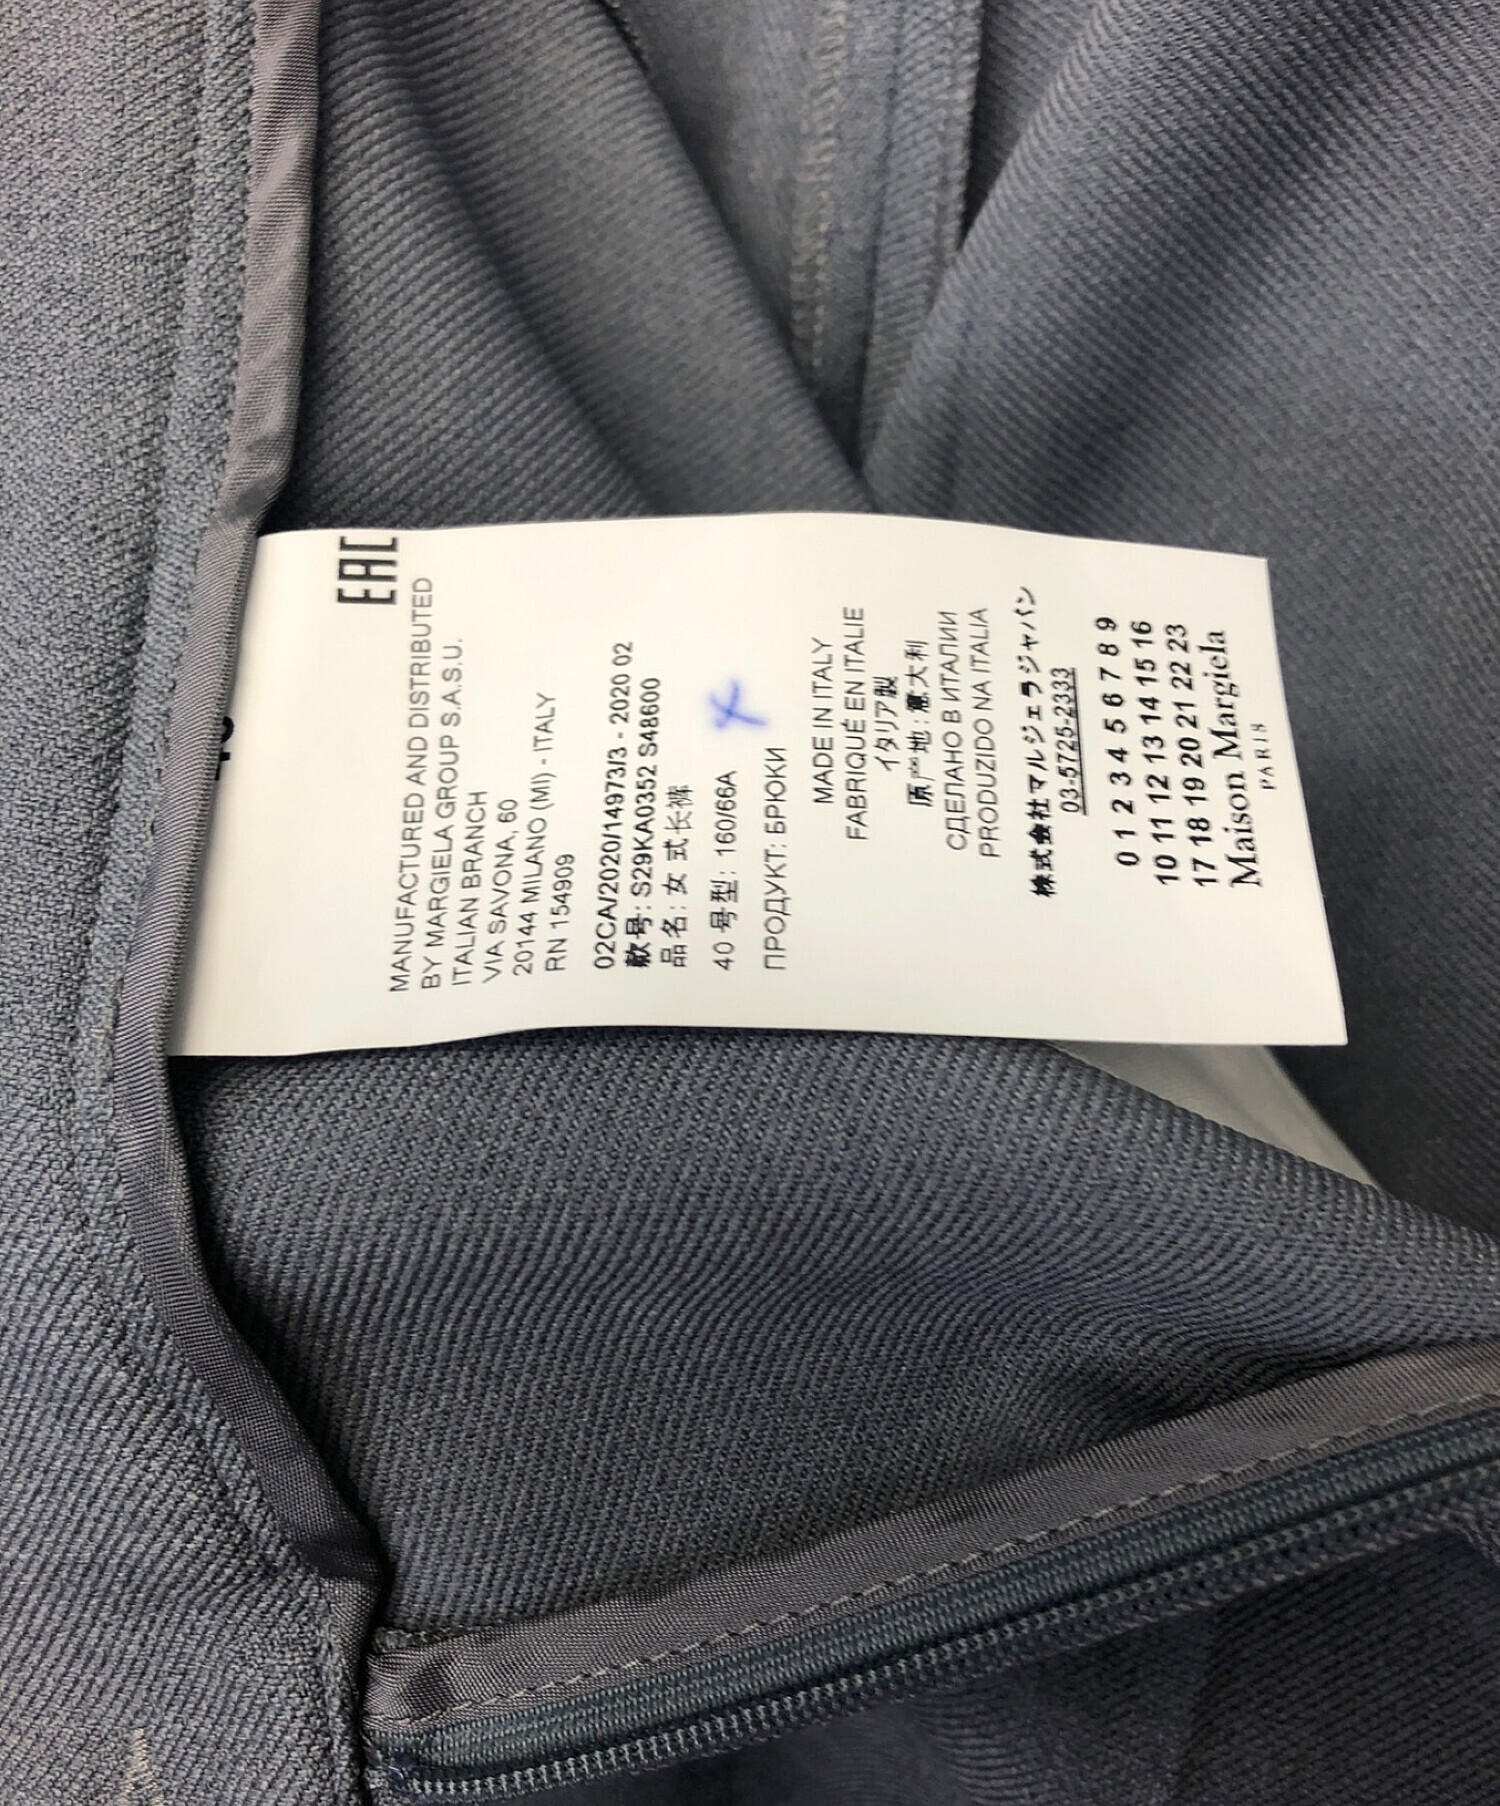 EAC
MANUFACTURED AND DISTRIBUTED
BY MARGIELA GROUP S.A.S.U.
ITALIAN BRANCH
VIA SAVONA, 60
20144 MILANO (MI) - ITALY
RN 154909
02CA/2020/14973/3 - 2020 02
款号: S29KA0352 S48600
品名: 女式长裤
40 号型: 160/66A
ПРОДУКТ: БРЮКИ
MADE IN ITALY
FABRIQUÉ EN ITALIE
イタリア製
原产地: 意大利
СДЕЛАНО В ИТАЛИИ
PRODUZIDO NA ITALIA
株式会社マルジェラジャパン
03-5725-2333
0 1 2 3 4 5 6 7 8 9
10 11 12 13 14 15 16
17 18 19 20 21 22 23
Maison Margiela
PARIS